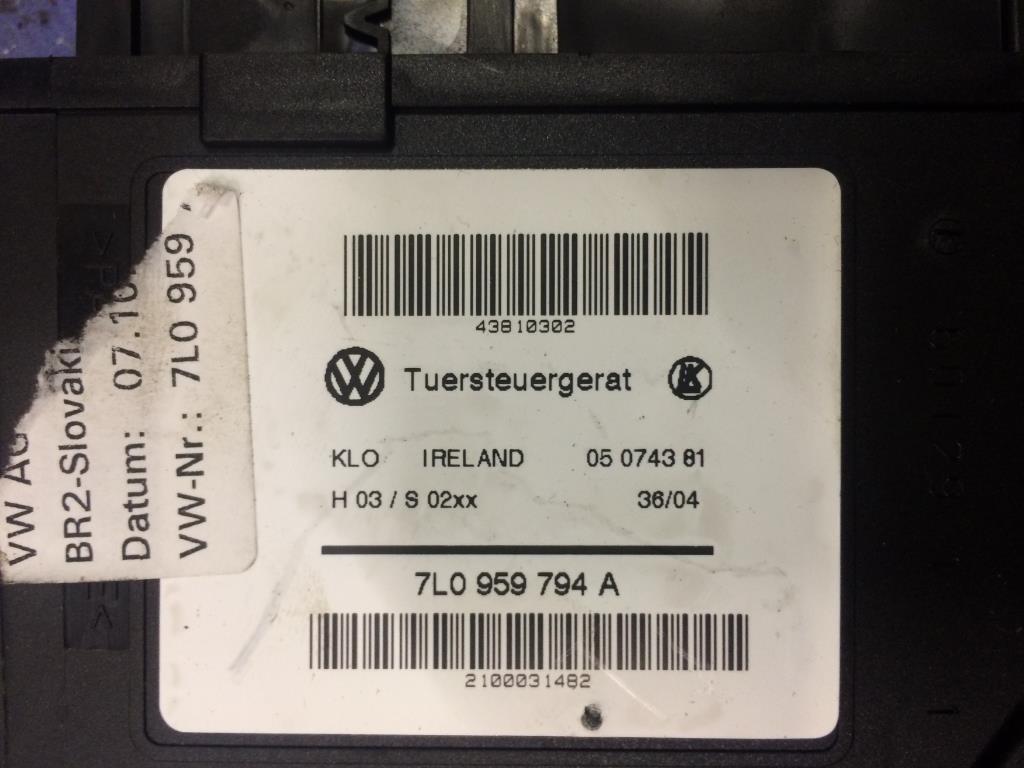 43810302
Tuersteuergerat
KLO IRELAND 05 0743 81
H 03 / S 02xx 36/04
7L0 959 794 A
2100031482
VW AG
BR2-Slovaki
Datum: 07.10
VW-Nr.: 7L0 959